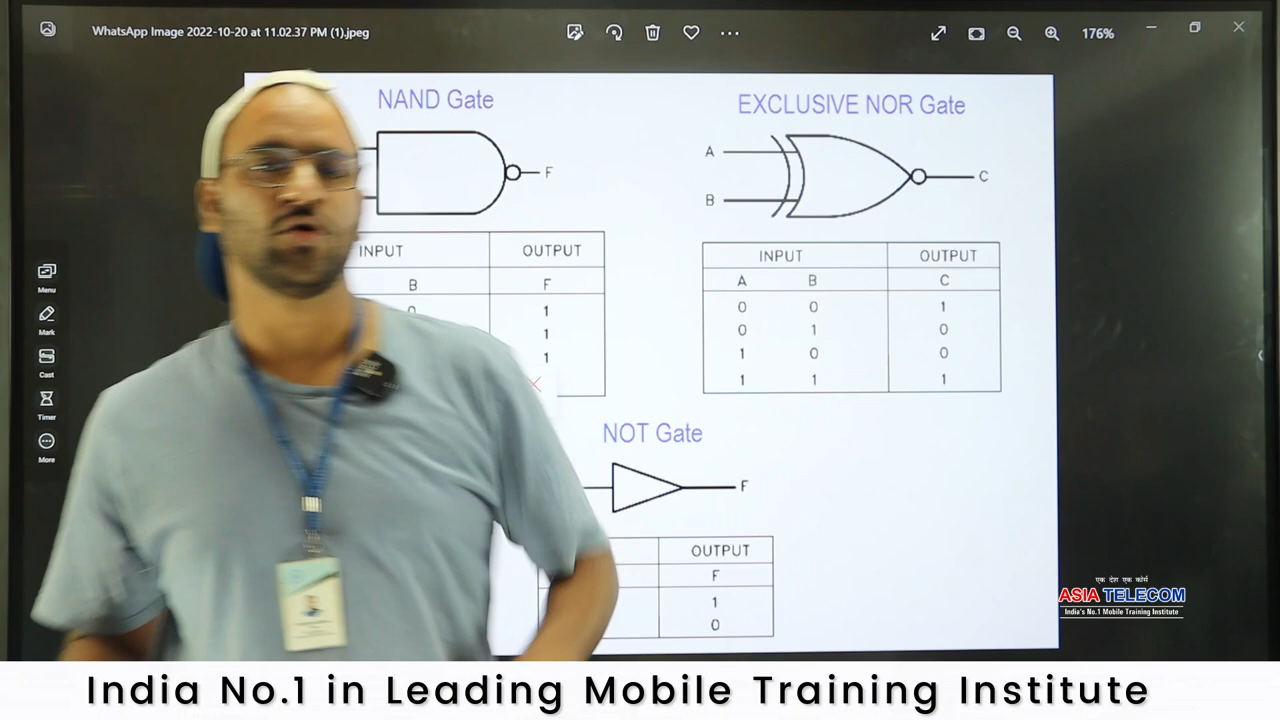 WhatsApp Image 2022-10-20 at 11.02.37 PM (1).jpeg
176%
NAND Gate
F
INPUT OUTPUT
B F
0 1
1
1
EXCLUSIVE NOR Gate
A
B
C
INPUT OUTPUT
A B C
0 0 1
0 1 0
1 0 0
1 1 1
Menu
Mark
Cast
Timer
More
NOT Gate
F
OUTPUT
F
1
0
एक देश एक कोर्स
ASIA TELECOM
India's No.1 Mobile Training Institute
India No.1 in Leading Mobile Training Institute